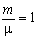 m/μ = 1